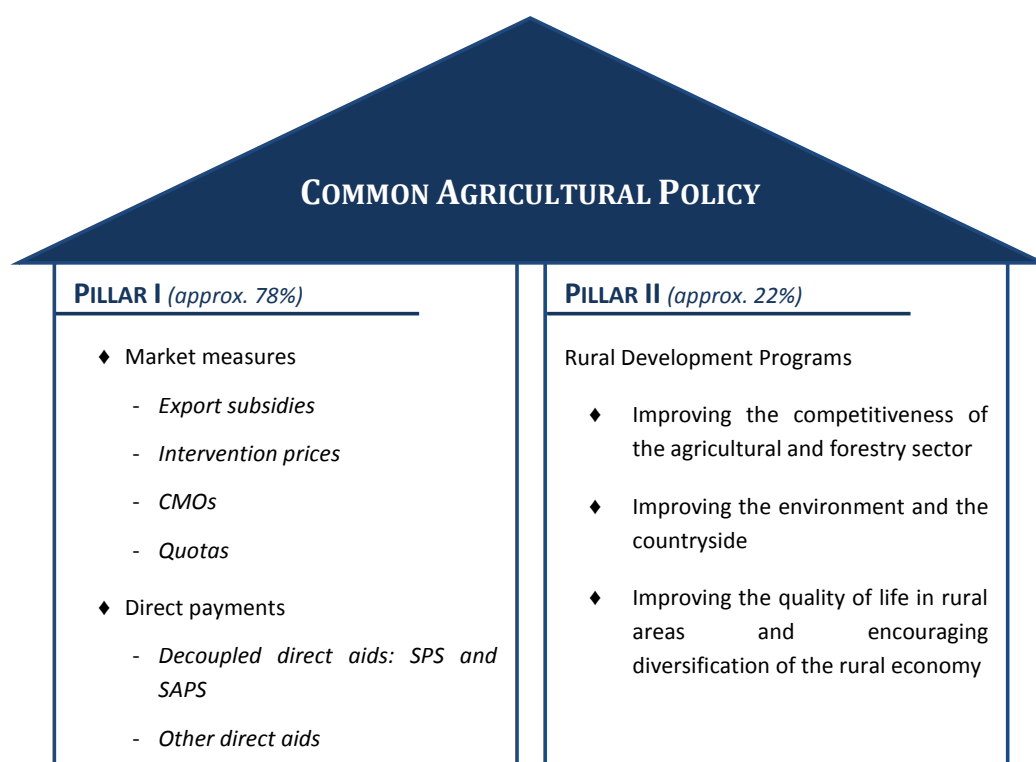 COMMON AGRICULTURAL POLICY
PILLAR I (approx. 78%)
♦ Market measures
- Export subsidies
- Intervention prices
- CMOs
- Quotas
♦ Direct payments
- Decoupled direct aids: SPS and
SAPS
- Other direct aids
PILLAR II (approx. 22%)
Rural Development Programs
♦ Improving the competitiveness of
the agricultural and forestry sector
♦ Improving the environment and the
countryside
♦ Improving the quality of life in rural
areas and encouraging
diversification of the rural economy